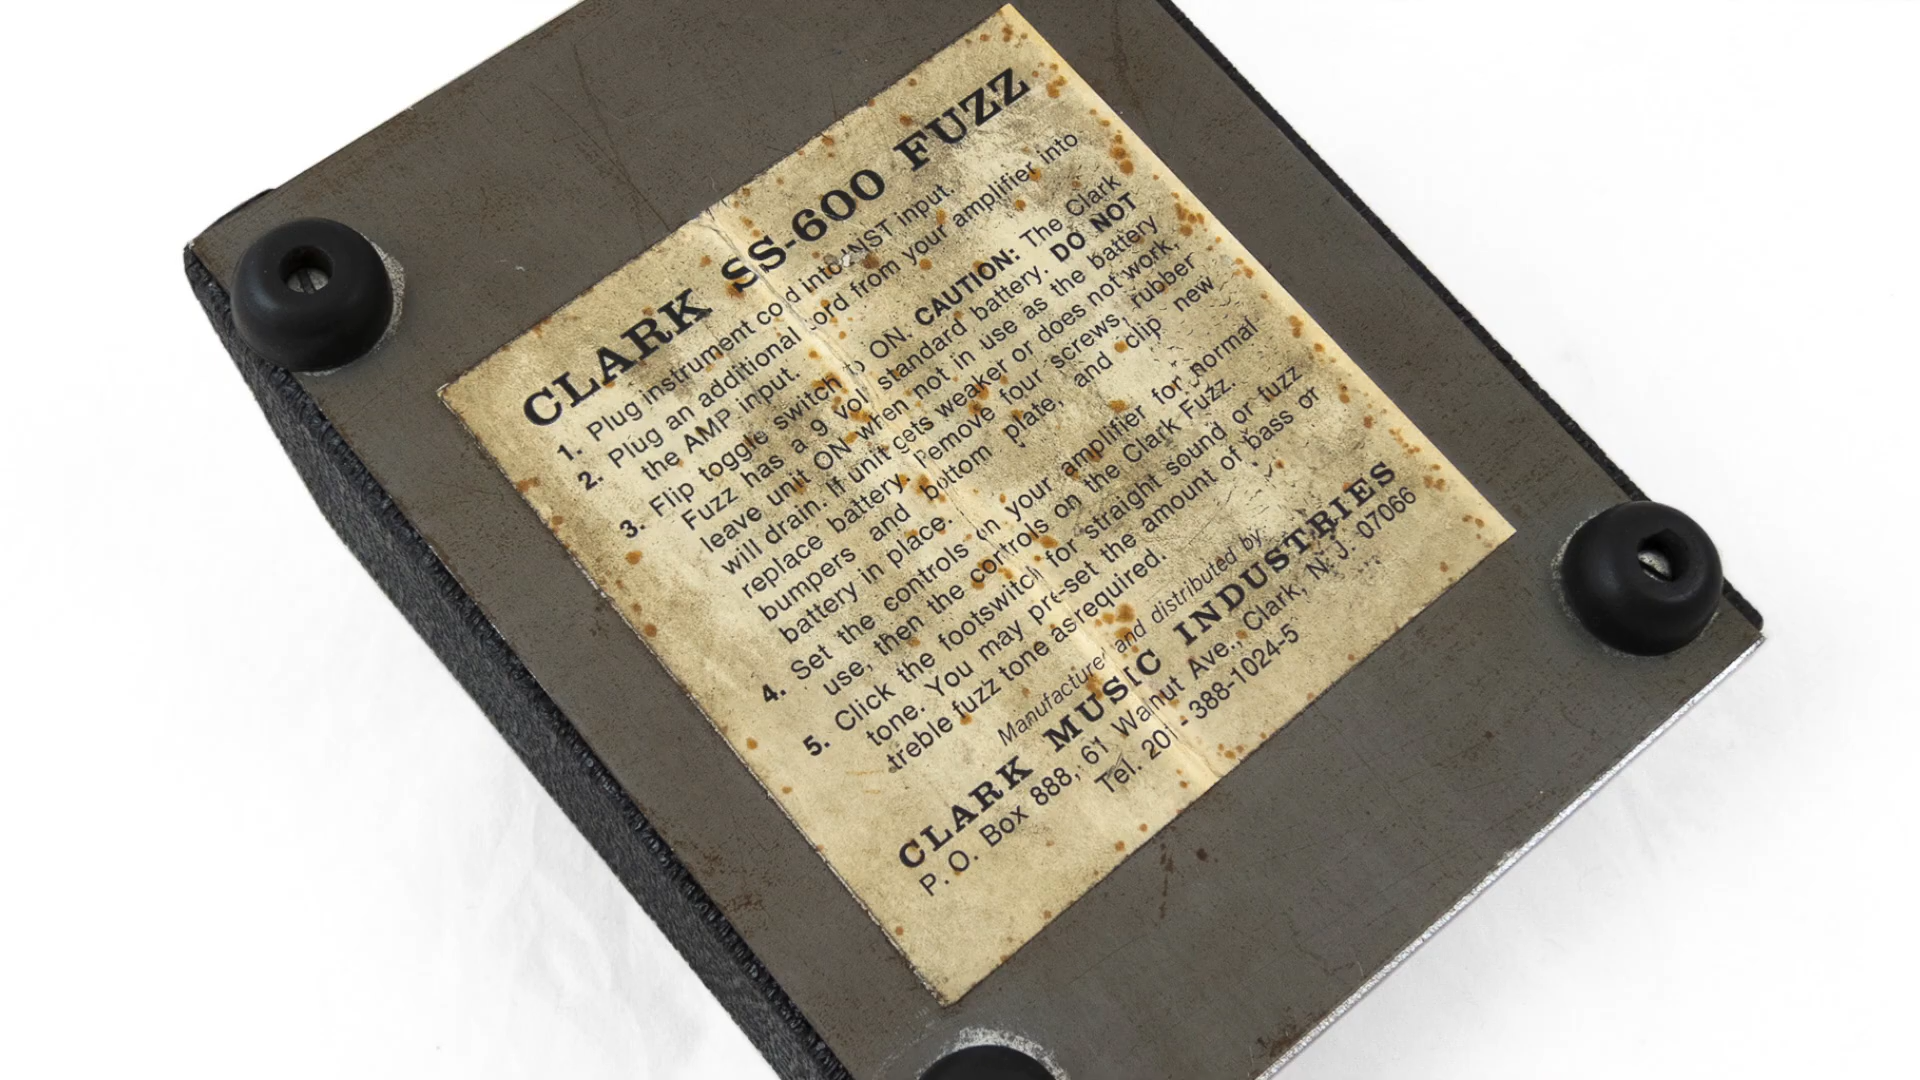 CLARK SS-600 FUZZ
1. Plug instrument cord into INST input.
2. Plug an additional cord from your amplifier into
the AMP input.
3. Flip toggle switch to ON. CAUTION: The Clark
Fuzz has a 9 volt standard battery. DO NOT
leave unit ON when not in use as the battery
will drain. If unit gets weaker or does not work,
replace battery. Remove four screws, rubber
bumpers and bottom plate, and clip new
battery in place.
4. Set the controls on your amplifier for normal
use, then the controls on the Clark Fuzz.
5. Click the footswitch for straight sound or fuzz
tone. You may pre-set the amount of bass or
treble fuzz tone as required.
Manufactured and distributed by
CLARK MUSIC INDUSTRIES
P. O. Box 888, 61 Walnut Ave., Clark, N. J. 07066
Tel. 201 - 388-1024-5